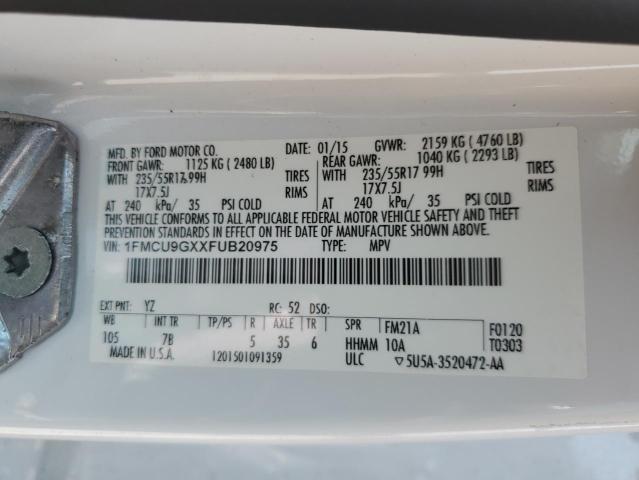 MFD. BY FORD MOTOR CO. DATE: 01/15 GVWR: 2159 KG ( 4760 LB)
FRONT GAWR: 1125 KG ( 2480 LB) REAR GAWR: 1040 KG ( 2293 LB)
WITH 235/55R17 99H TIRES WITH 235/55R17 99H TIRES
17X7.5J RIMS 17X7.5J RIMS
AT 240 kPa/ 35 PSI COLD AT 240 kPa/ 35 PSI COLD
THIS VEHICLE CONFORMS TO ALL APPLICABLE FEDERAL MOTOR VEHICLE SAFETY AND THEFT
PREVENTION STANDARDS IN EFFECT ON THE DATE OF MANUFACTURE SHOWN ABOVE.
VIN: 1FMCU9GXXFUB20975 TYPE: MPV
EXT PNT: YZ RC: 52 DSO:
WB INT TR TP/PS R AXLE TR SPR FM21A F0120
105 7B 5 35 6 HHMM 10A T0303
MADE IN U.S.A. 1201501091359 ULC ▽5U5A-3520472-AA